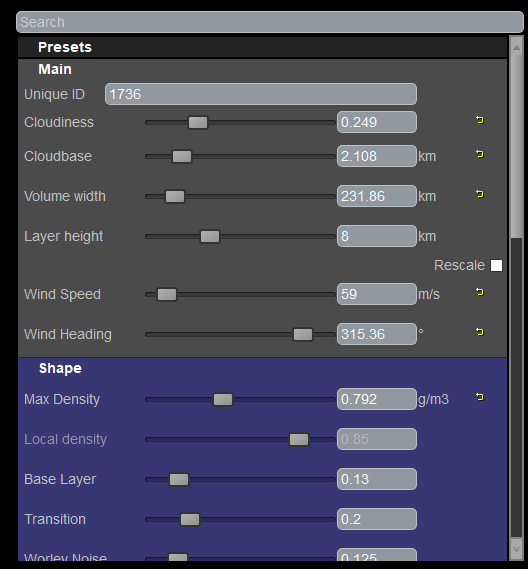 Search
Presets
Main
Unique ID 1736
Cloudiness 0.249
Cloudbase 2.108 km
Volume width 231.86 km
Layer height 8 km
Rescale
Wind Speed 59 m/s
Wind Heading 315.36 °
Shape
Max Density 0.792 g/m3
Local density 0.85
Base Layer 0.13
Transition 0.2
Worley Noise 0.125